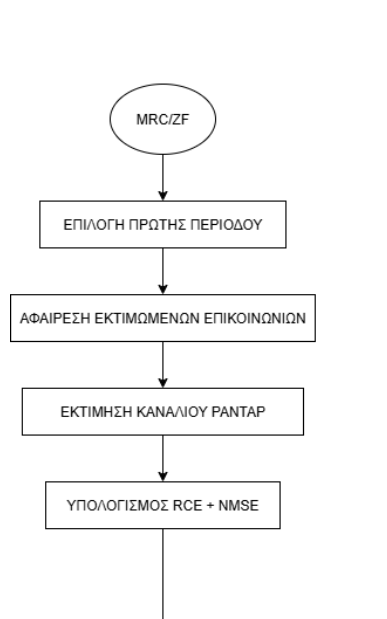 MRC/ZF
ΕΠΙΛΟΓΗ ΠΡΩΤΗΣ ΠΕΡΙΟΔΟΥ
ΑΦΑΙΡΕΣΗ ΕΚΤΙΜΩΜΕΝΩΝ ΕΠΙΚΟΙΝΩΝΙΩΝ
ΕΚΤΙΜΗΣΗ ΚΑΝΑΛΙΟΥ ΡΑΝΤΑΡ
ΥΠΟΛΟΓΙΣΜΟΣ RCE + NMSE